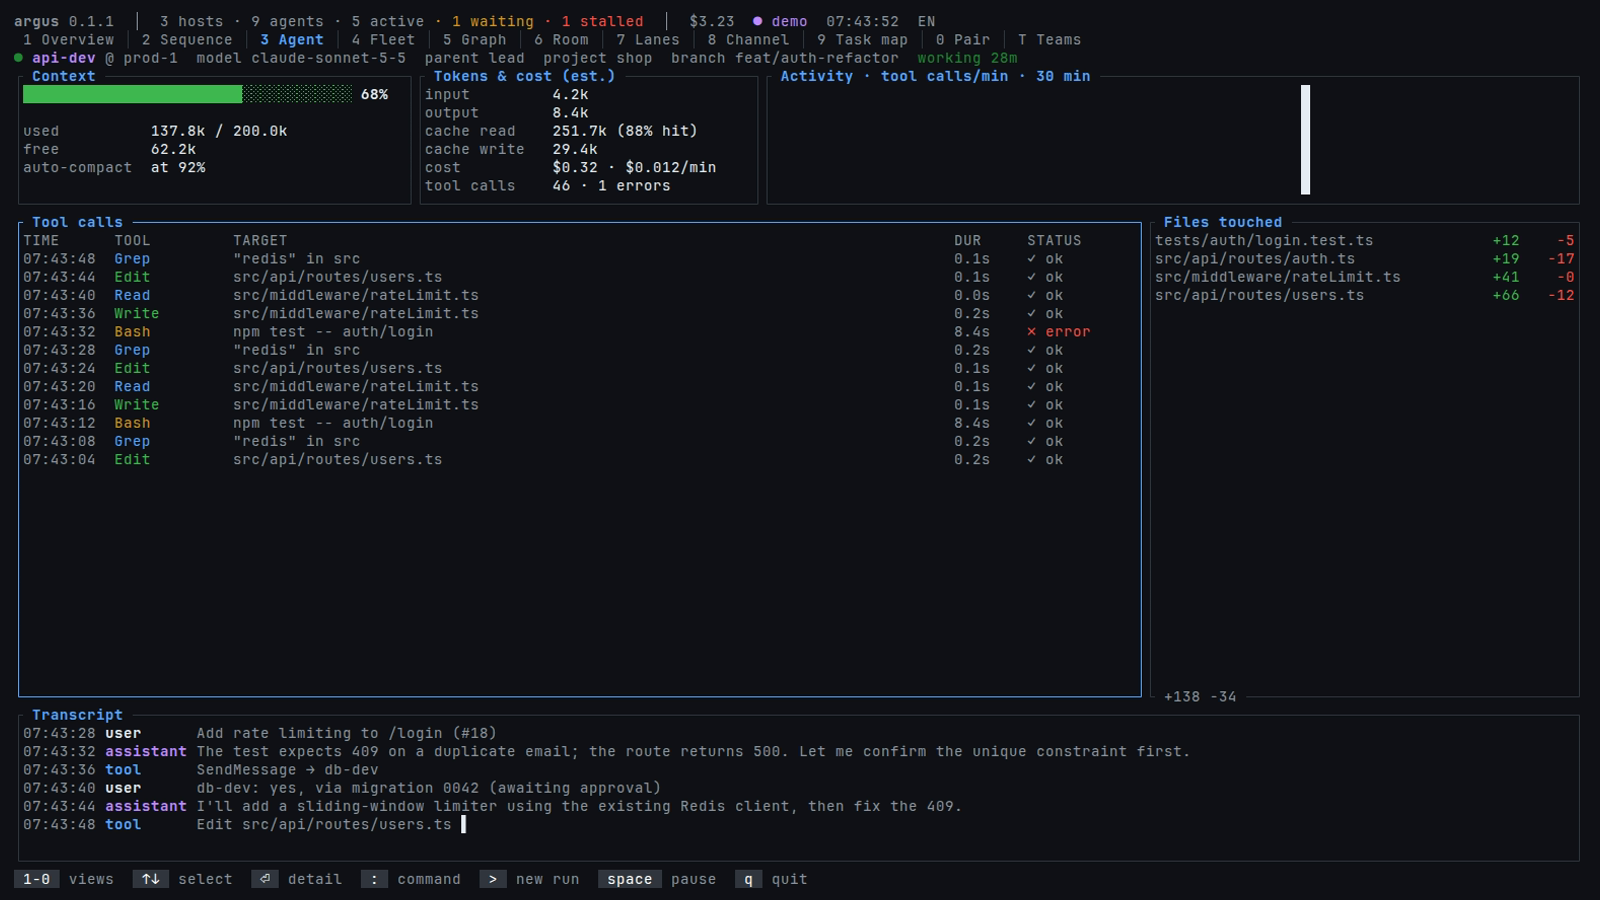 argus 0.1.1 │ 3 hosts · 9 agents · 5 active · 1 waiting · 1 stalled │ $3.23 ● demo 07:43:52 EN
1 Overview │ 2 Sequence │ 3 Agent │ 4 Fleet │ 5 Graph │ 6 Room │ 7 Lanes │ 8 Channel │ 9 Task map │ 0 Pair │ T Teams
● api-dev @ prod-1 model claude-sonnet-5-5 parent lead project shop branch feat/auth-refactor working 28m
Context
68%
used 137.8k / 200.0k
free 62.2k
auto-compact at 92%
Tokens & cost (est.)
input 4.2k
output 8.4k
cache read 251.7k (88% hit)
cache write 29.4k
cost $0.32 · $0.012/min
tool calls 46 · 1 errors
Activity · tool calls/min · 30 min
Tool calls
TIME TOOL TARGET DUR STATUS
07:43:48 Grep "redis" in src 0.1s ✓ ok
07:43:44 Edit src/api/routes/users.ts 0.1s ✓ ok
07:43:40 Read src/middleware/rateLimit.ts 0.0s ✓ ok
07:43:36 Write src/middleware/rateLimit.ts 0.2s ✓ ok
07:43:32 Bash npm test -- auth/login 8.4s ✕ error
07:43:28 Grep "redis" in src 0.2s ✓ ok
07:43:24 Edit src/api/routes/users.ts 0.1s ✓ ok
07:43:20 Read src/middleware/rateLimit.ts 0.1s ✓ ok
07:43:16 Write src/middleware/rateLimit.ts 0.1s ✓ ok
07:43:12 Bash npm test -- auth/login 8.4s ✓ ok
07:43:08 Grep "redis" in src 0.2s ✓ ok
07:43:04 Edit src/api/routes/users.ts 0.2s ✓ ok
Files touched
tests/auth/login.test.ts +12 -5
src/api/routes/auth.ts +19 -17
src/middleware/rateLimit.ts +41 -0
src/api/routes/users.ts +66 -12
+138 -34
Transcript
07:43:28 user Add rate limiting to /login (#18)
07:43:32 assistant The test expects 409 on a duplicate email; the route returns 500. Let me confirm the unique constraint first.
07:43:36 tool SendMessage → db-dev
07:43:40 user db-dev: yes, via migration 0042 (awaiting approval)
07:43:44 assistant I'll add a sliding-window limiter using the existing Redis client, then fix the 409.
07:43:48 tool Edit src/api/routes/users.ts
1-0 views ↑↓ select ⏎ detail : command > new run space pause q quit